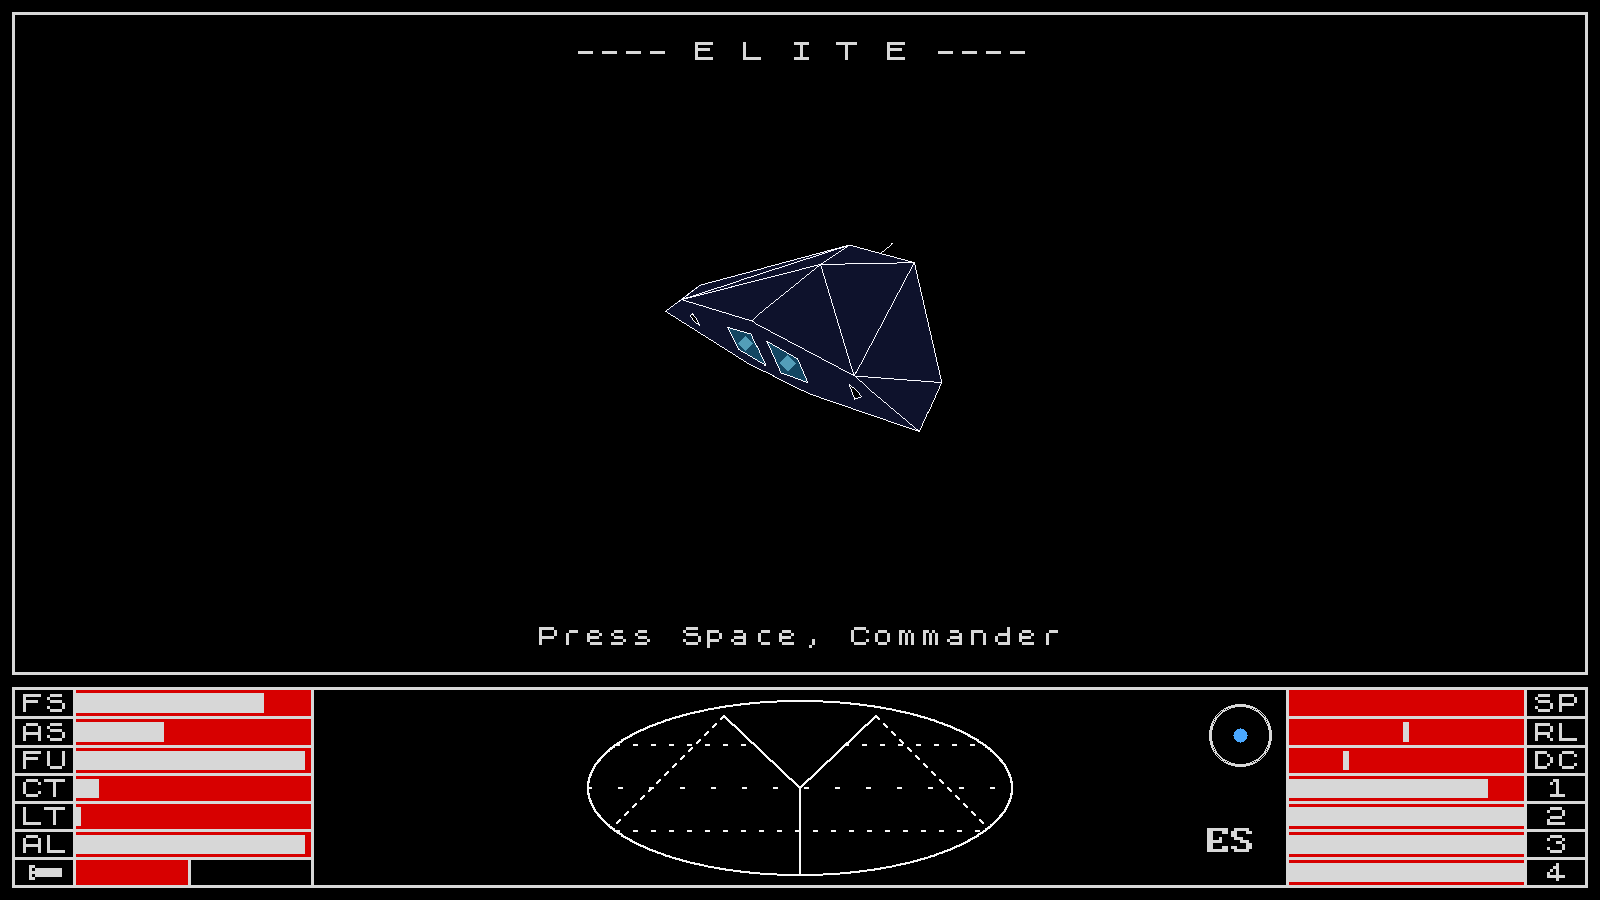 ---- E L I T E ----
Press Space, Commander
FS
AS
FU
CT
LT
AL
ES
SP
RL
DC
1
2
3
4